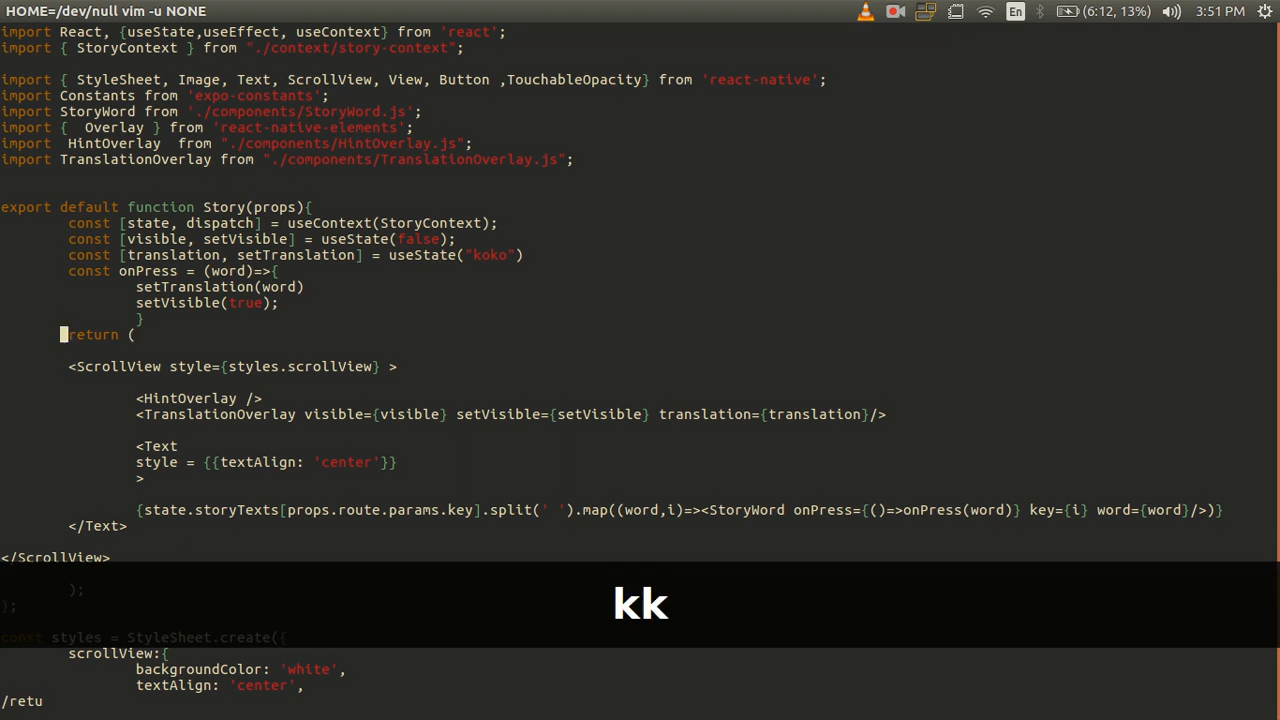 HOME=/dev/null vim -u NONE
En
(6:12, 13%)
3:51 PM
import React, {useState,useEffect, useContext} from 'react';
import { StoryContext } from "./context/story-context";
import { StyleSheet, Image, Text, ScrollView, View, Button ,TouchableOpacity} from 'react-native';
import Constants from 'expo-constants';
import StoryWord from './components/StoryWord.js';
import {  Overlay } from 'react-native-elements';
import  HintOverlay  from "./components/HintOverlay.js";
import TranslationOverlay from "./components/TranslationOverlay.js";
export default function Story(props){
const [state, dispatch] = useContext(StoryContext);
const [visible, setVisible] = useState(false);
const [translation, setTranslation] = useState("koko")
const onPress = (word)=>{
setTranslation(word)
setVisible(true);
}
return (
<ScrollView style={styles.scrollView} >
<HintOverlay />
<TranslationOverlay visible={visible} setVisible={setVisible} translation={translation}/>
<Text
style = {{textAlign: 'center'}}
>
{state.storyTexts[props.route.params.key].split(' ').map((word,i)=><StoryWord onPress={()=>onPress(word)} key={i} word={word}/>)}
</Text>
</ScrollView>
);
kk
};
const styles = StyleSheet.create({
scrollView:{
backgroundColor: 'white',
textAlign: 'center',
/retu